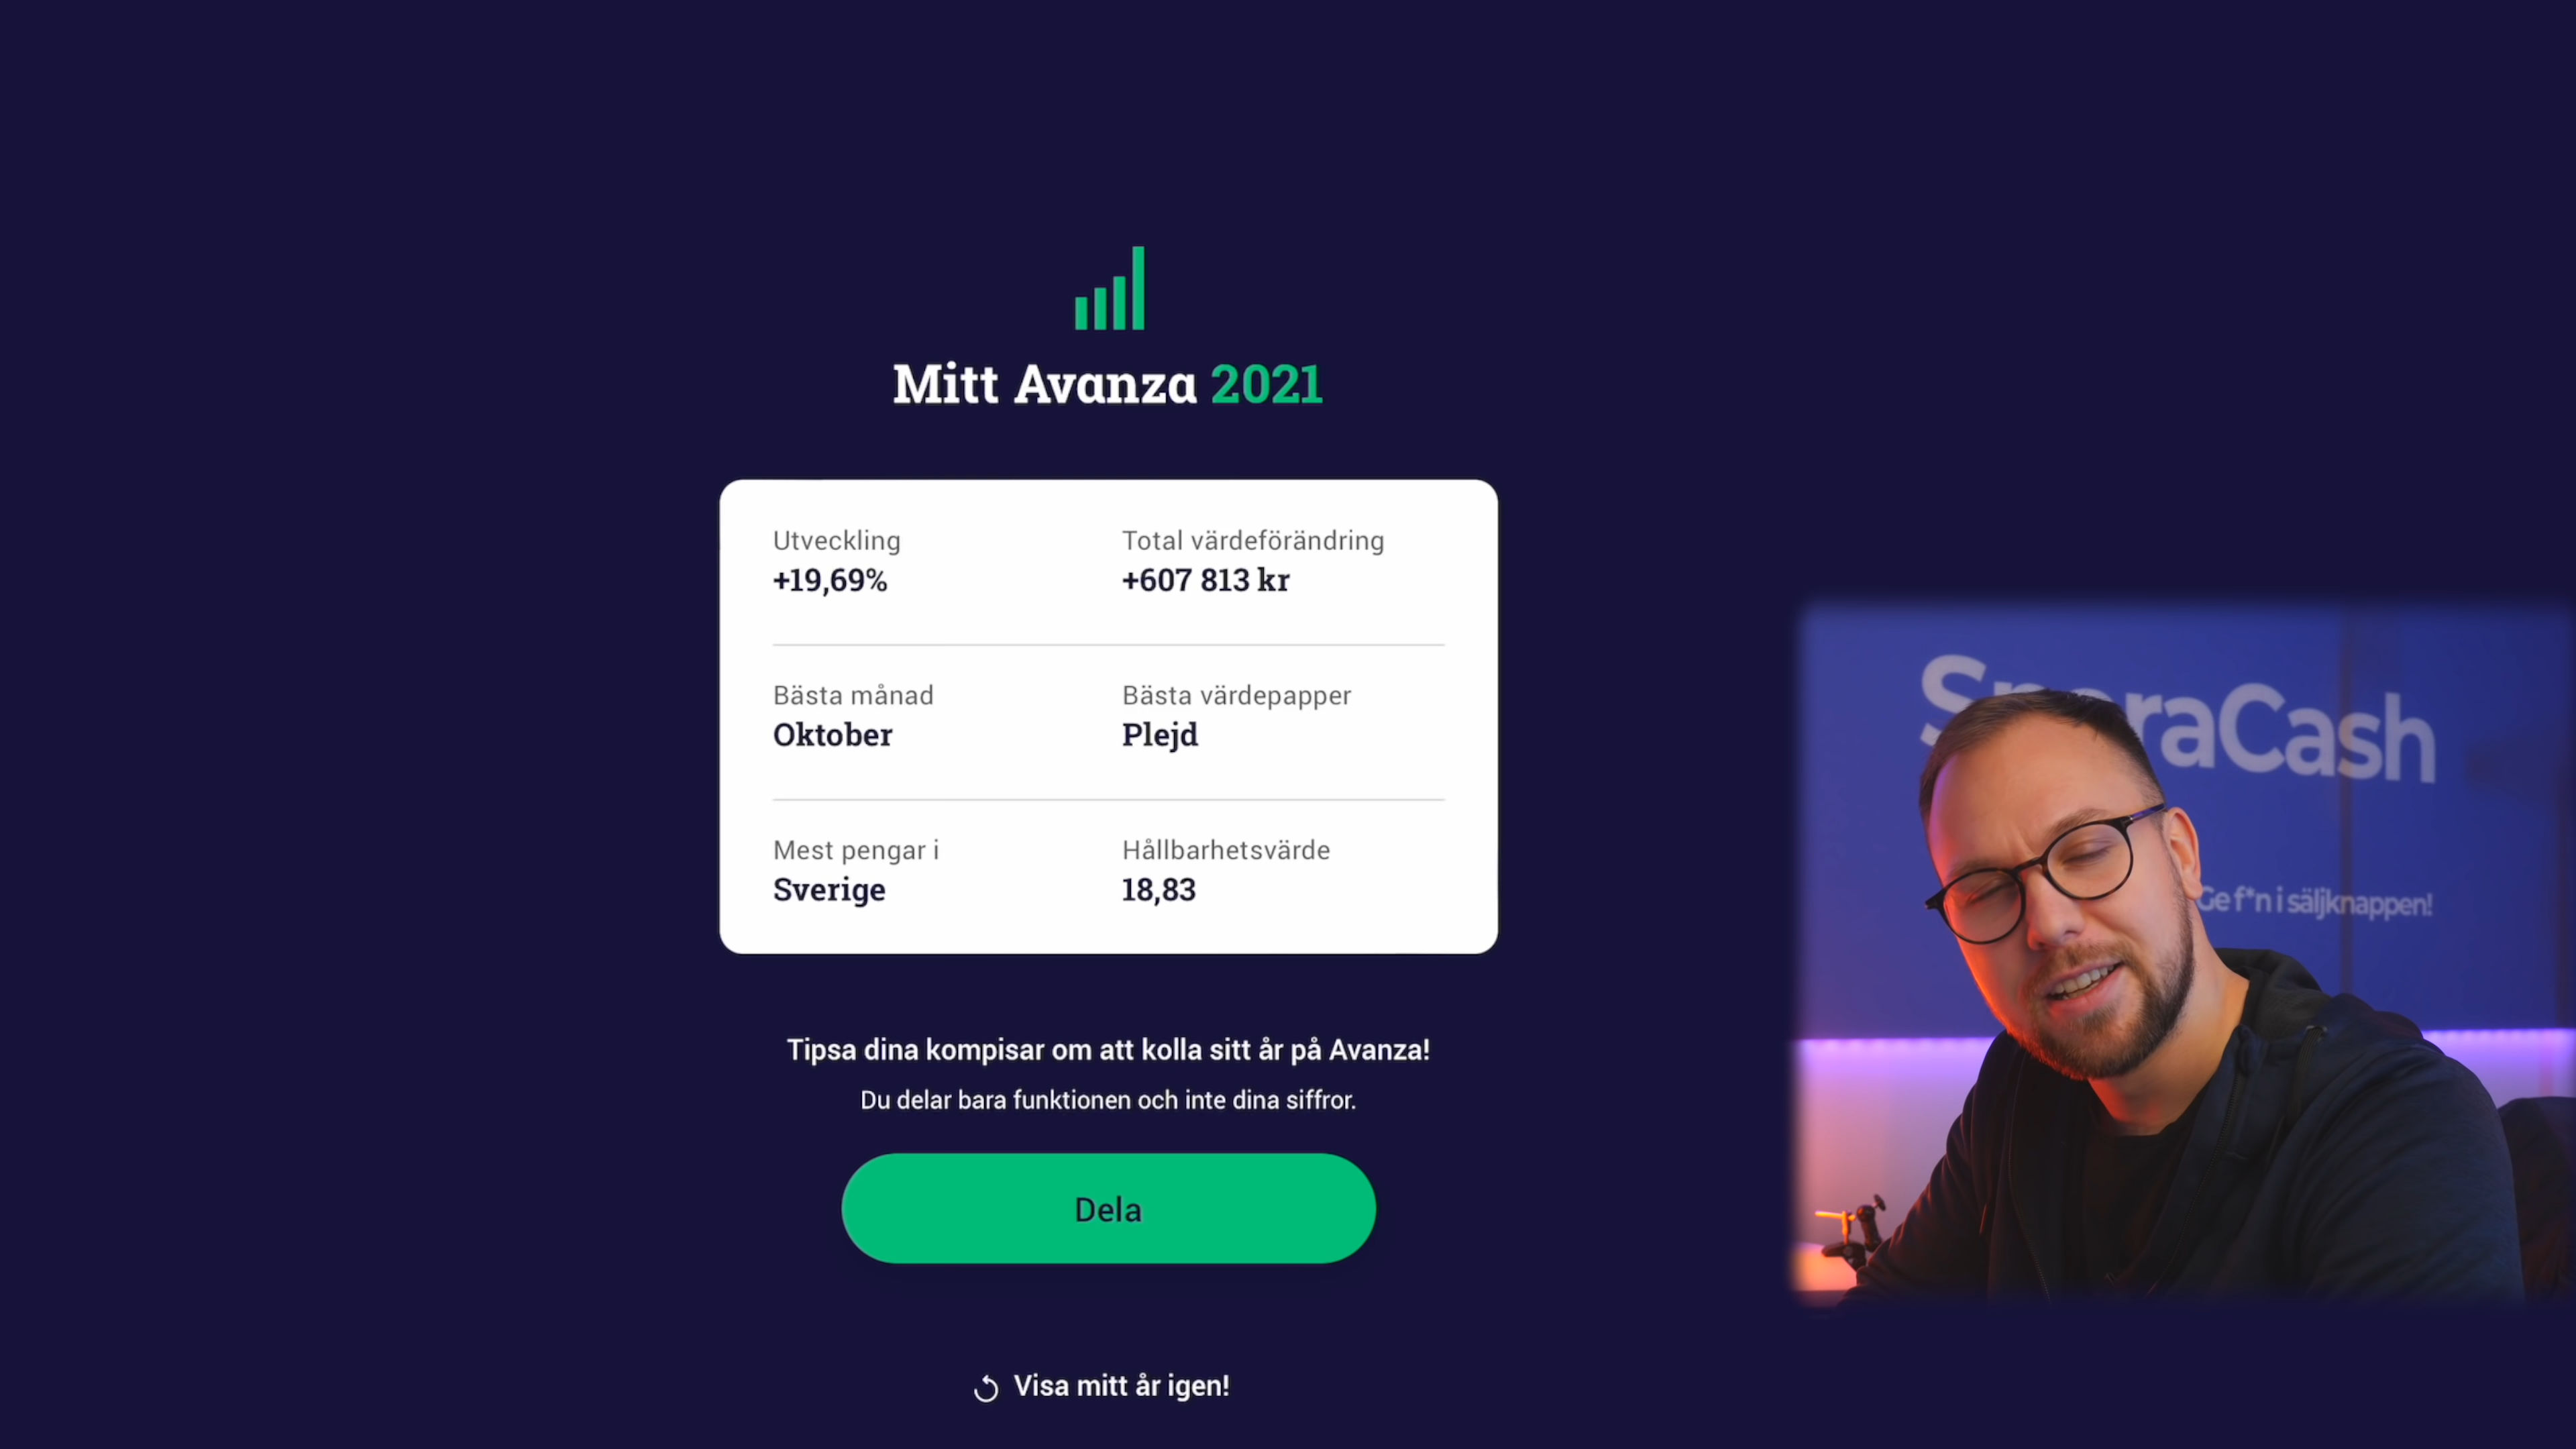 Mitt Avanza 2021
Utveckling
+19,69%
Total värdeförändring
+607 813 kr
Bästa månad
Oktober
Bästa värdepapper
Plejd
Mest pengar i
Sverige
Hållbarhetsvärde
18,83
Tipsa dina kompisar om att kolla sitt år på Avanza!
Du delar bara funktionen och inte dina siffror.
Dela
Visa mitt år igen!
SparaCash
Ge f*n i säljknappen!